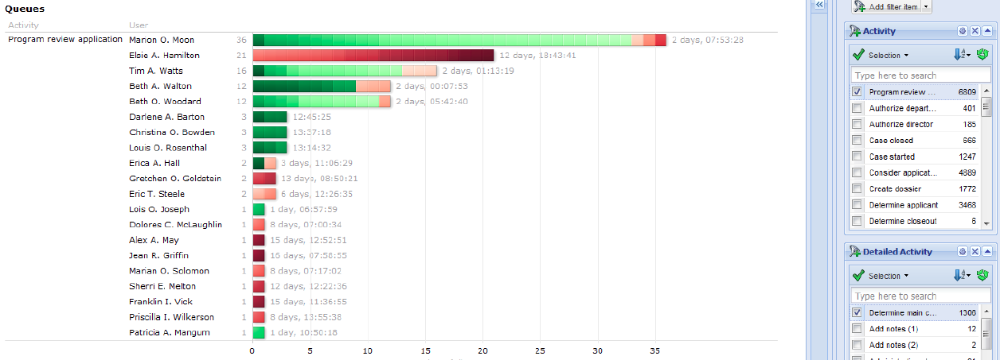 Queues
Activity User
Program review application Marion O. Moon 36 2 days, 07:53:28
Elsie A. Hamilton 21 12 days, 18:43:41
Tim A. Watts 16 2 days, 01:13:19
Beth A. Walton 12 2 days, 00:07:53
Beth O. Woodard 12 2 days, 05:42:40
Darlene A. Barton 3 12:45:25
Christina O. Bowden 3 13:37:18
Louis O. Rosenthal 3 13:14:32
Erica A. Hall 2 3 days, 11:06:29
Gretchen O. Goldstein 2 13 days, 08:50:21
Eric T. Steele 2 6 days, 12:26:35
Lois O. Joseph 1 1 day, 06:57:59
Dolores C. McLaughlin 1 8 days, 07:00:34
Alex A. May 1 15 days, 12:52:51
Jean R. Griffin 1 16 days, 07:58:55
Marian O. Solomon 1 8 days, 07:17:02
Sherri E. Melton 1 12 days, 12:22:36
Franklin I. Vick 1 15 days, 11:36:55
Priscilla I. Wilkerson 1 8 days, 13:55:38
Patricia A. Mangum 1 1 day, 10:50:18
0 5 10 15 20 25 30 35
Add filter item
Activity
Selection
Type here to search
Program review ... 6809
Authorize depart... 401
Authorize director 185
Case closed 666
Case started 1247
Consider applicat... 4889
Create dossier 1772
Determine applicant 3468
Determine closeout 6
Detailed Activity
Selection
Type here to search
Determine main c... 1306
Add notes (1) 12
Add notes (2) 2